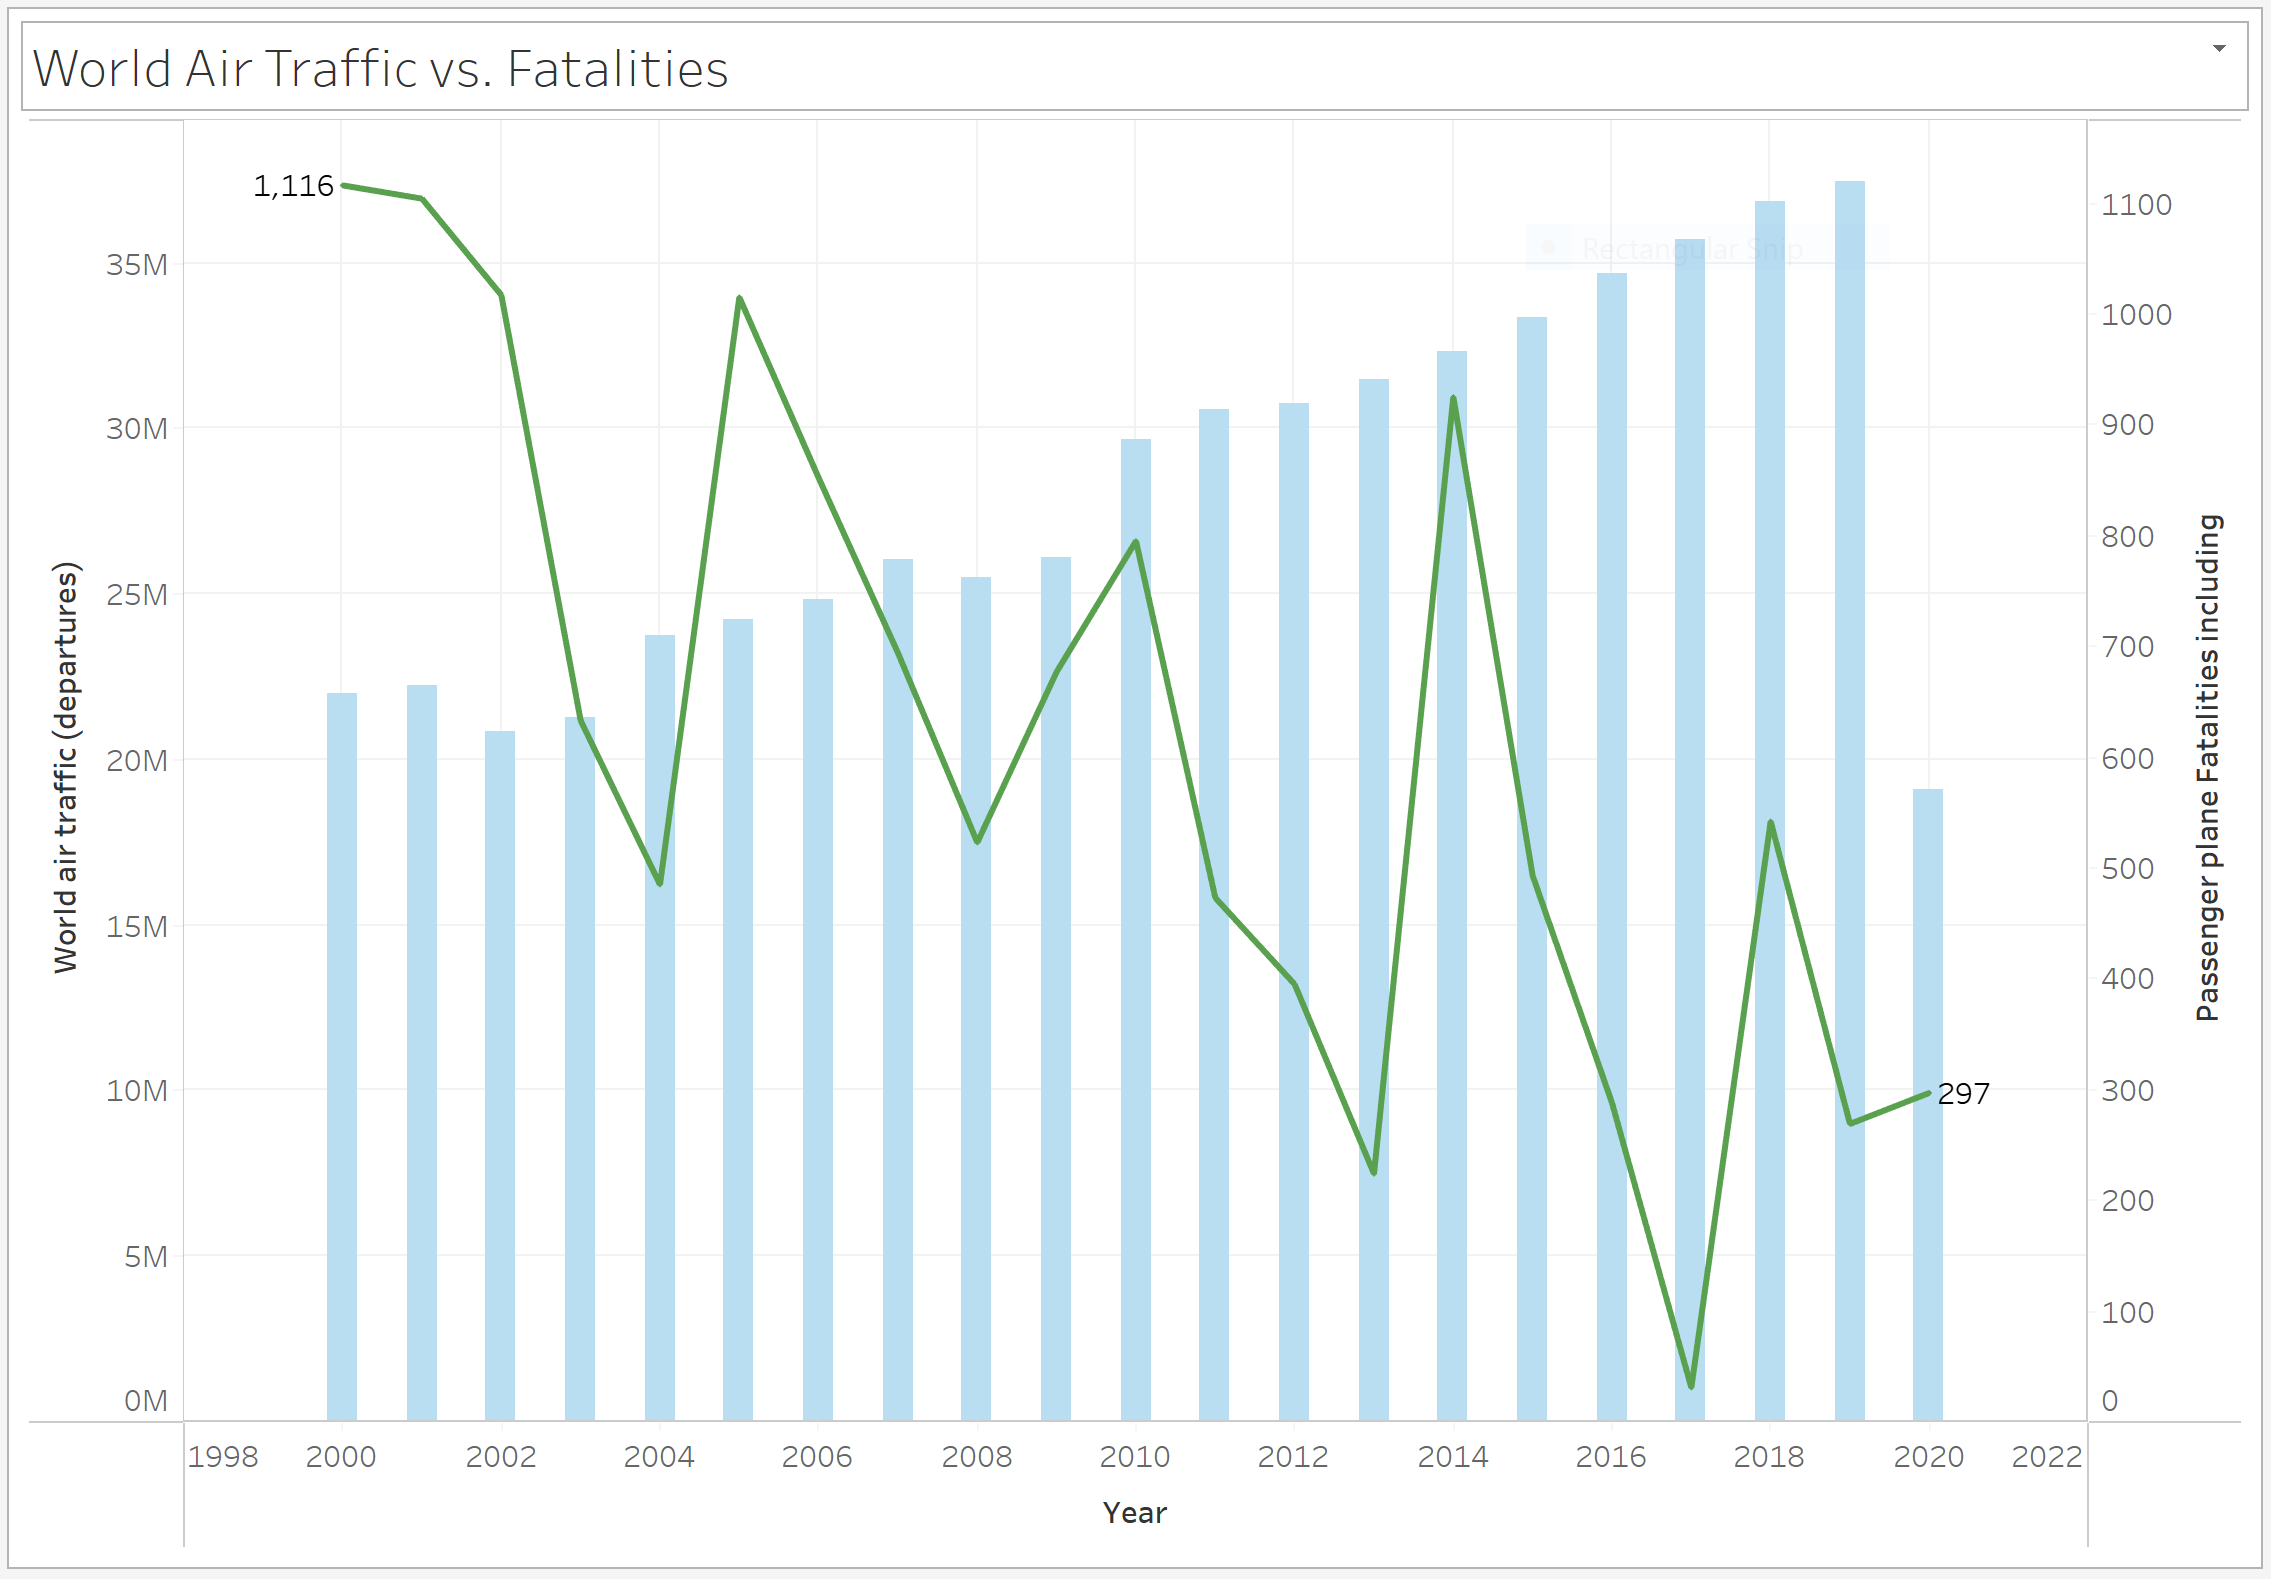 World Air Traffic vs. Fatalities
1,116
Rectangular Snip
35M
30M
25M
20M
15M
10M
5M
0M
World air traffic (departures)
1100
1000
900
800
700
600
500
400
300
200
100
0
Passenger plane Fatalities including
297
1998 2000 2002 2004 2006 2008 2010 2012 2014 2016 2018 2020 2022
Year